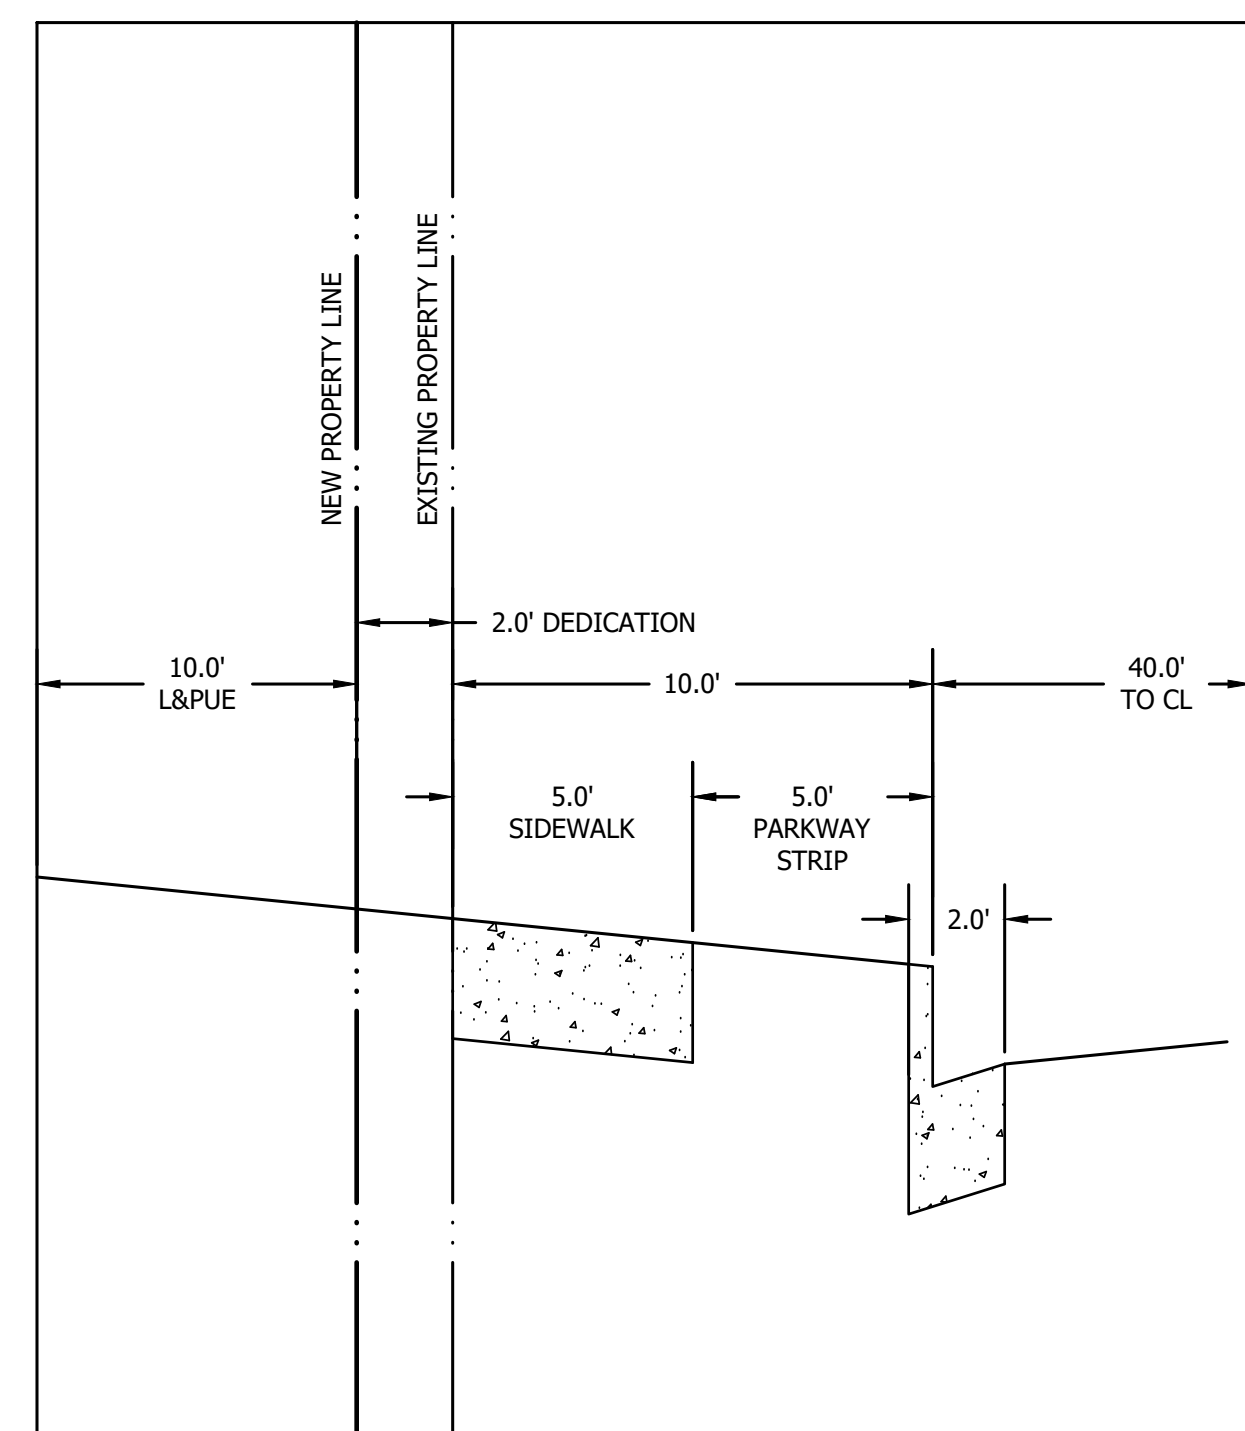 NEW PROPERTY LINE
EXISTING PROPERTY LINE
2.0' DEDICATION
10.0'
L&PUE
10.0'
40.0'
TO CL
5.0'
SIDEWALK
5.0'
PARKWAY
STRIP
2.0'